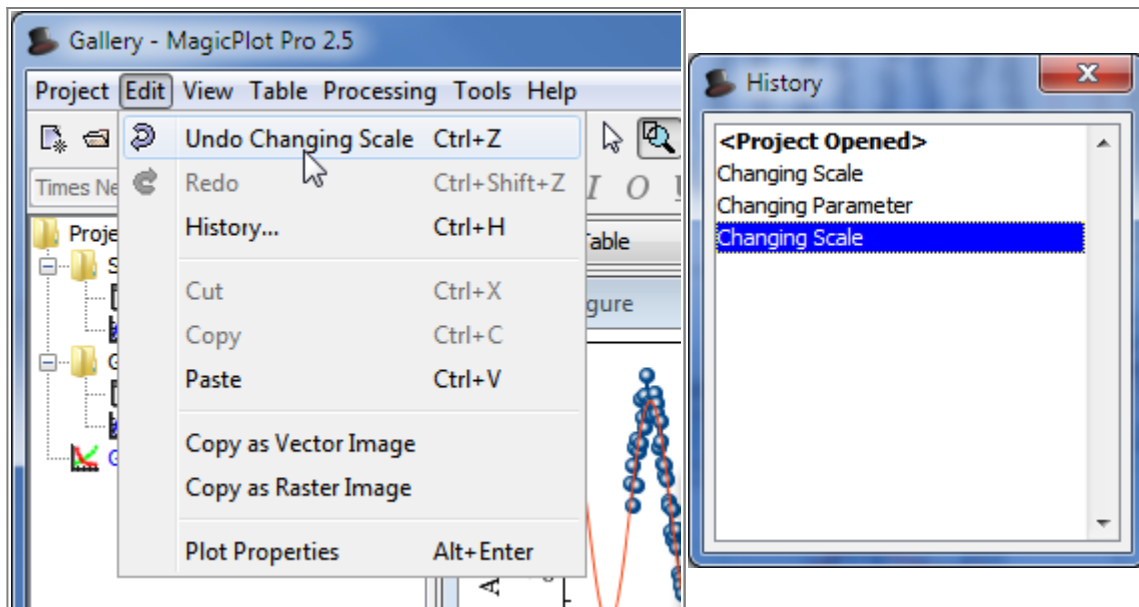 Gallery - MagicPlot Pro 2.5
Project Edit View Table Processing Tools Help
Undo Changing Scale Ctrl+Z
Times
Redo Ctrl+Shift+Z
I O
History... Ctrl+H
Cut Ctrl+X
gure
Copy Ctrl+C
Paste Ctrl+V
Copy as Vector Image
Copy as Raster Image
Plot Properties Alt+Enter
A
History
<Project Opened>
Changing Scale
Changing Parameter
Changing Scale